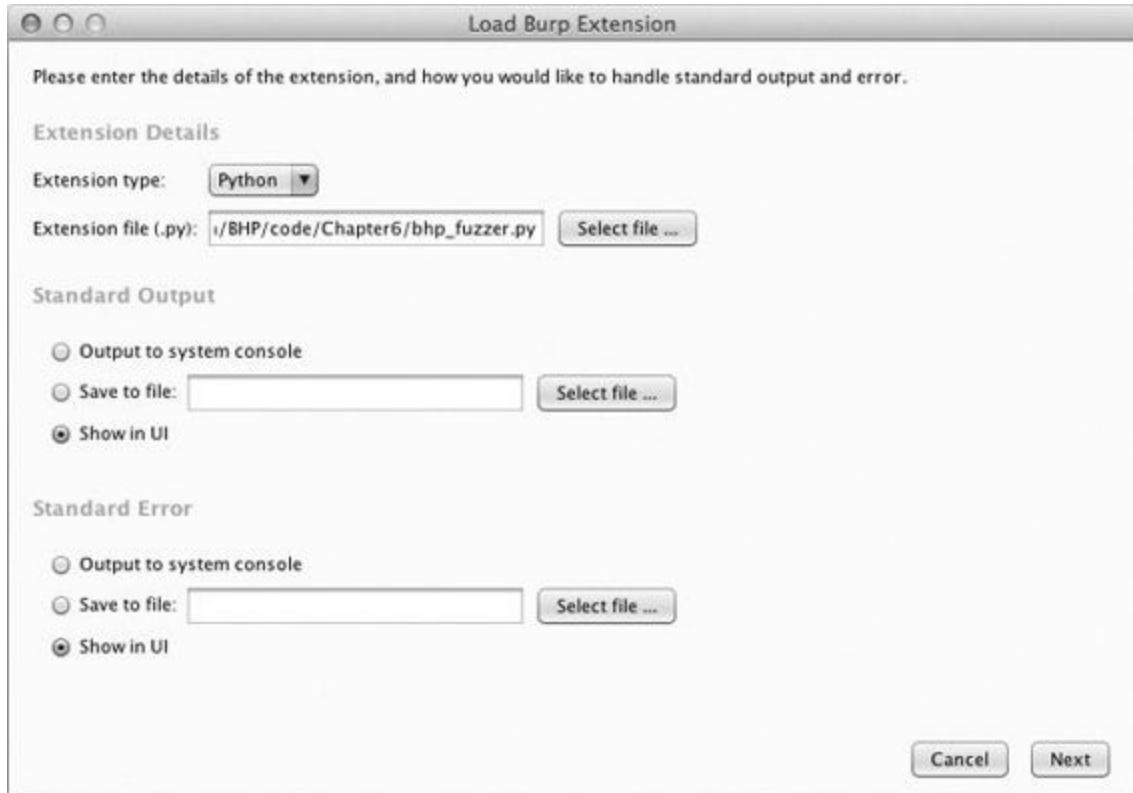 Load Burp Extension
Please enter the details of the extension, and how you would like to handle standard output and error.
Extension Details
Extension type: Python
Extension file (.py): /BHP/code/Chapter6/bhp_fuzzer.py Select file ...
Standard Output
Output to system console
Save to file: Select file ...
Show in UI
Standard Error
Output to system console
Save to file: Select file ...
Show in UI
Cancel Next